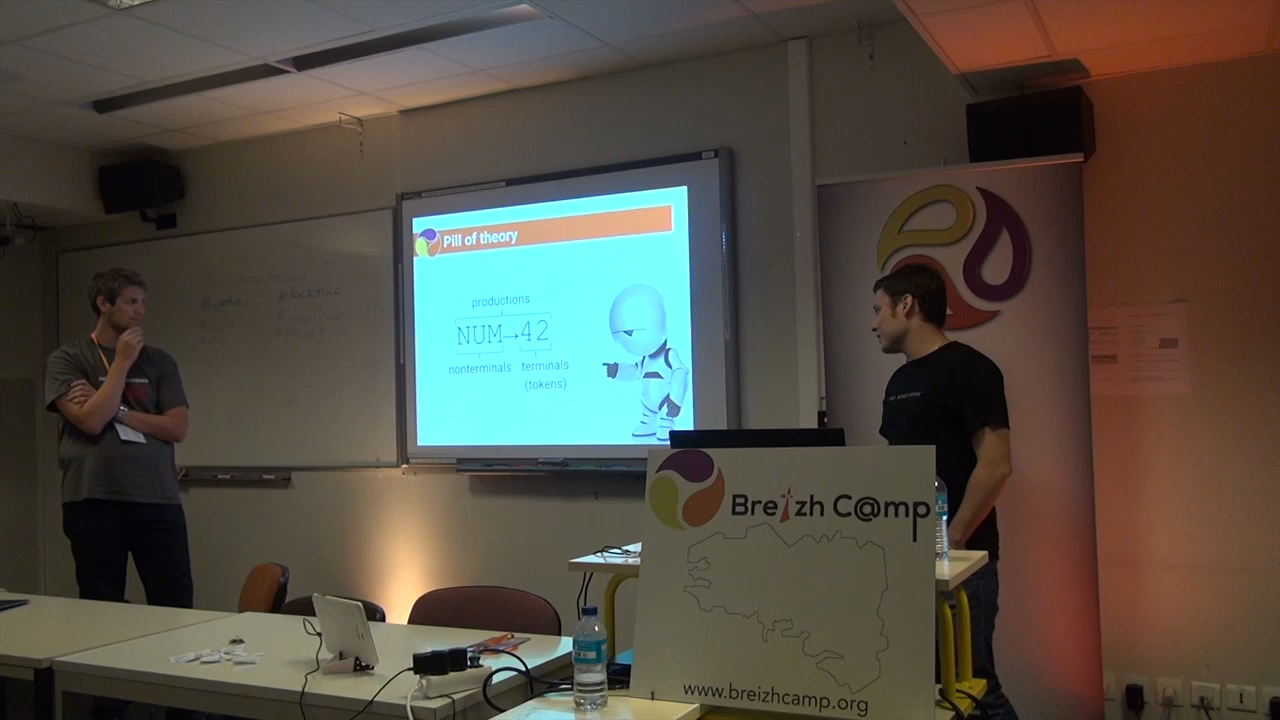 Pill of theory
productions
NUM→42
nonterminals terminals
(tokens)
Breizh C@mp
www.breizhcamp.org